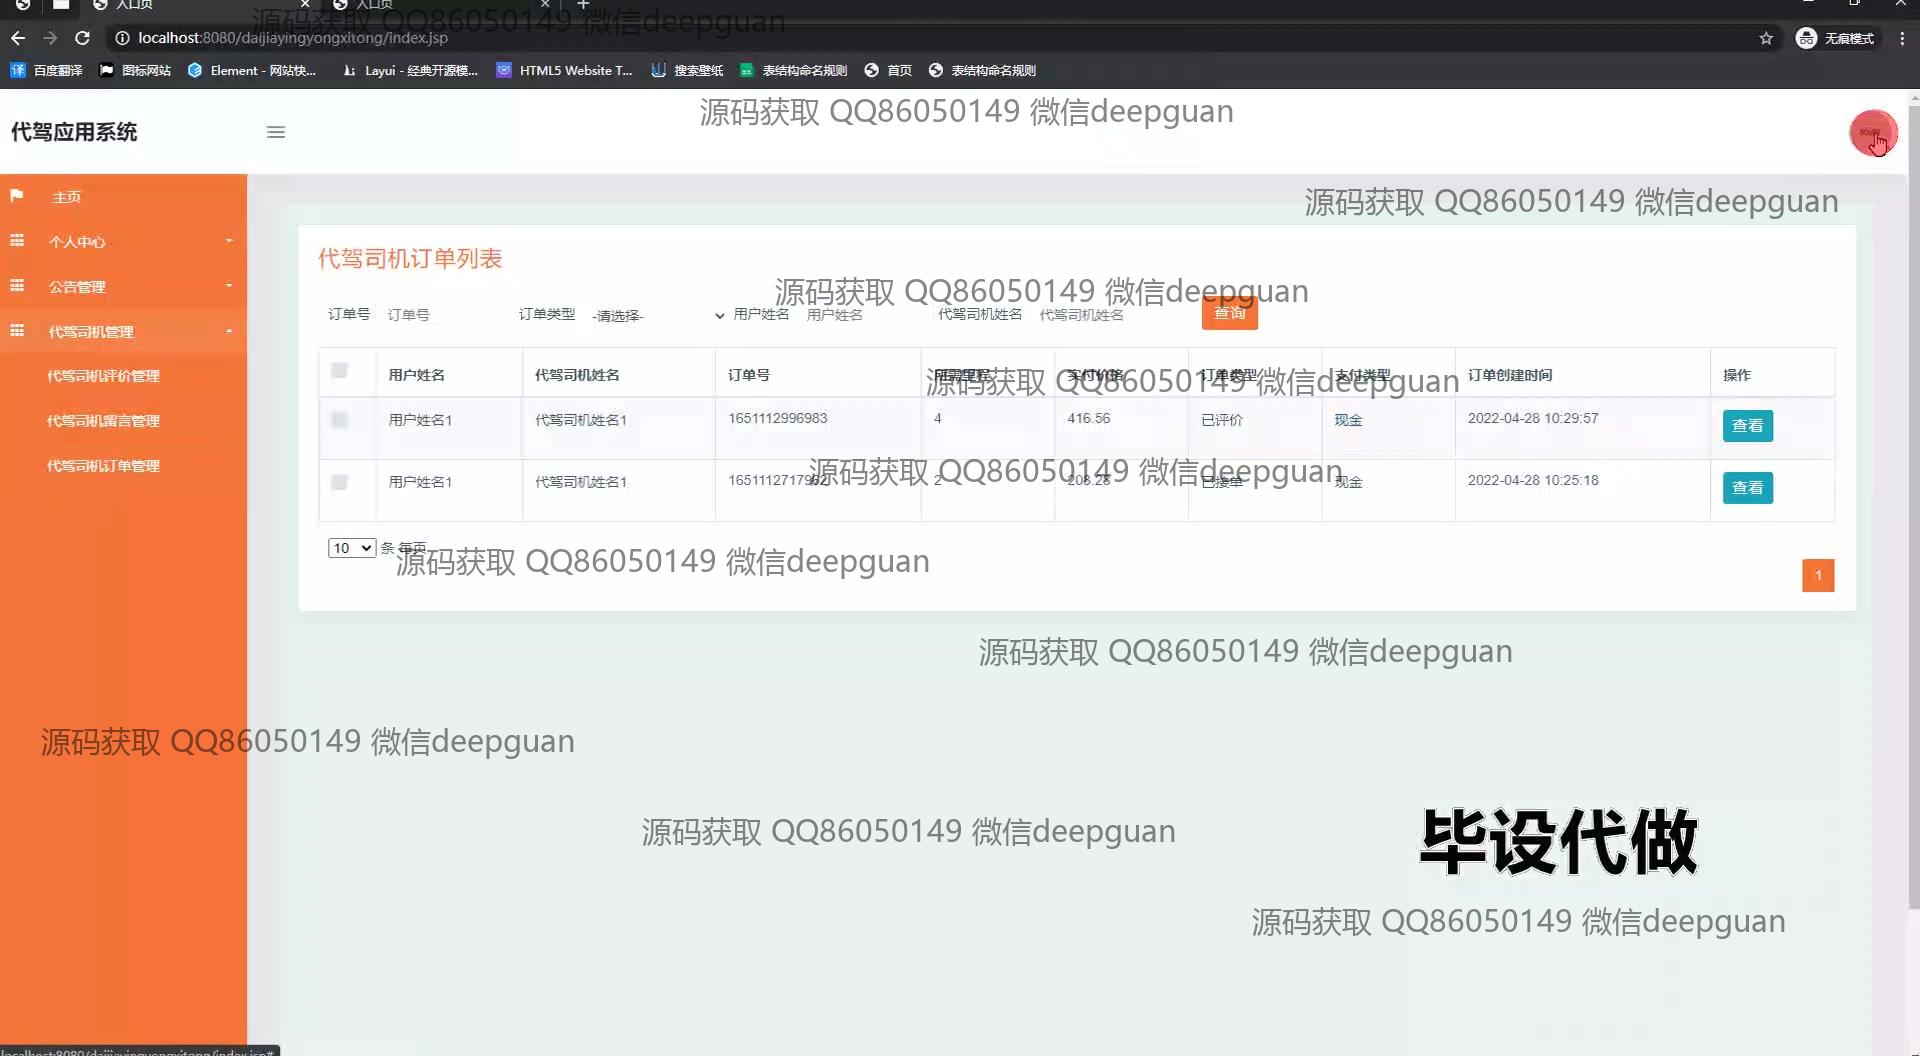 入口页
入口页
源码获取 QQ86050149 微信deepguan
localhost:8080/daijiayingyongxitong/index.jsp
无痕模式
百度翻译
图标网站
Element - 网站快...
Layui - 经典开源模...
HTML5 Website T...
搜索壁纸
表结构命名规则
首页
表结构命名规则
源码获取 QQ86050149 微信deepguan
代驾应用系统
源码获取 QQ86050149 微信deepguan
主页
个人中心
公告管理
代驾司机管理
代驾司机评价管理
代驾司机留言管理
代驾司机订单管理
代驾司机订单列表
源码获取 QQ86050149 微信deepguan
订单号 订单号 订单类型 -请选择- 用户姓名 用户姓名 代驾司机姓名 代驾司机姓名 查询
用户姓名 代驾司机姓名 订单号 实付价格 订单类型 支付类型 订单创建时间 操作
源码获取 QQ86050149 微信deepguan
用户姓名1 代驾司机姓名1 1651112996983 4 416.56 已评价 现金 2022-04-28 10:29:57 查看
源码获取 QQ86050149 微信deepguan
用户姓名1 代驾司机姓名1 1651112717962 2 208.28 已接单 现金 2022-04-28 10:25:18 查看
10 条 每页
源码获取 QQ86050149 微信deepguan
1
源码获取 QQ86050149 微信deepguan
源码获取 QQ86050149 微信deepguan
源码获取 QQ86050149 微信deepguan
毕设代做
源码获取 QQ86050149 微信deepguan
localhost:8080/daijiayingyongxitong/index.jsp#